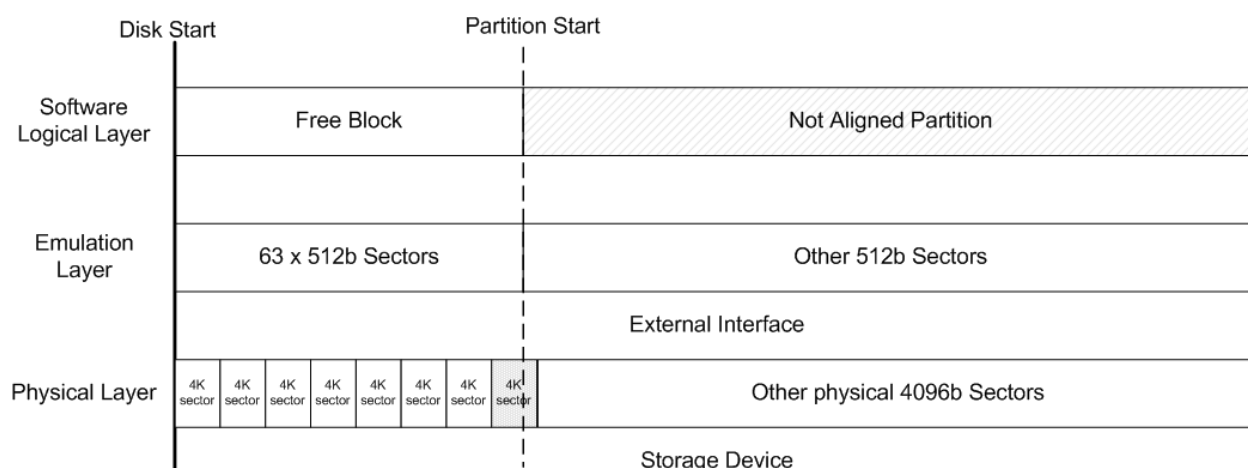 Disk Start
Partition Start
Software
Logical Layer
Free Block
Not Aligned Partition
Emulation
Layer
63 x 512b Sectors
Other 512b Sectors
External Interface
Physical Layer
4K
sector
4K
sector
4K
sector
4K
sector
4K
sector
4K
sector
4K
sector
4K
sector
Other physical 4096b Sectors
Storage Device